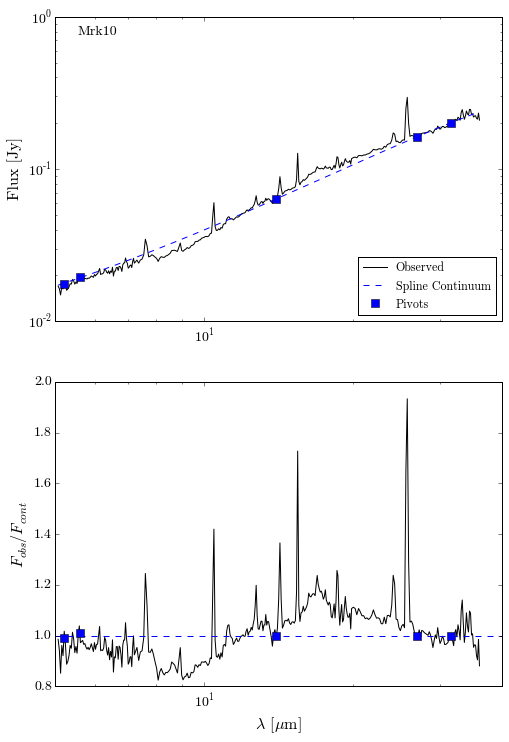 Mrk10
10⁰
10⁻¹
10⁻²
Flux [Jy]
Observed
Spline Continuum
Pivots
10¹
2.0
1.8
1.6
1.4
1.2
1.0
0.8
F_obs/F_cont
10¹
λ [μm]